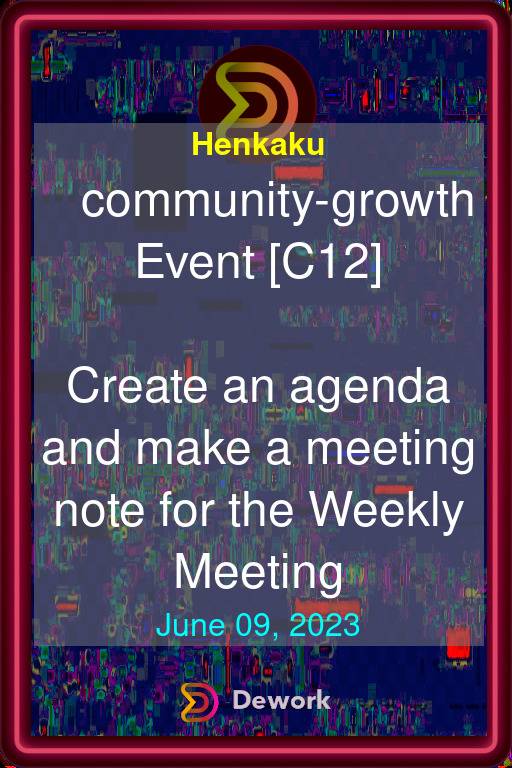 Henkaku
community-growth
Event [C12]
Create an agenda
and make a meeting
note for the Weekly
Meeting
June 09, 2023
Dework